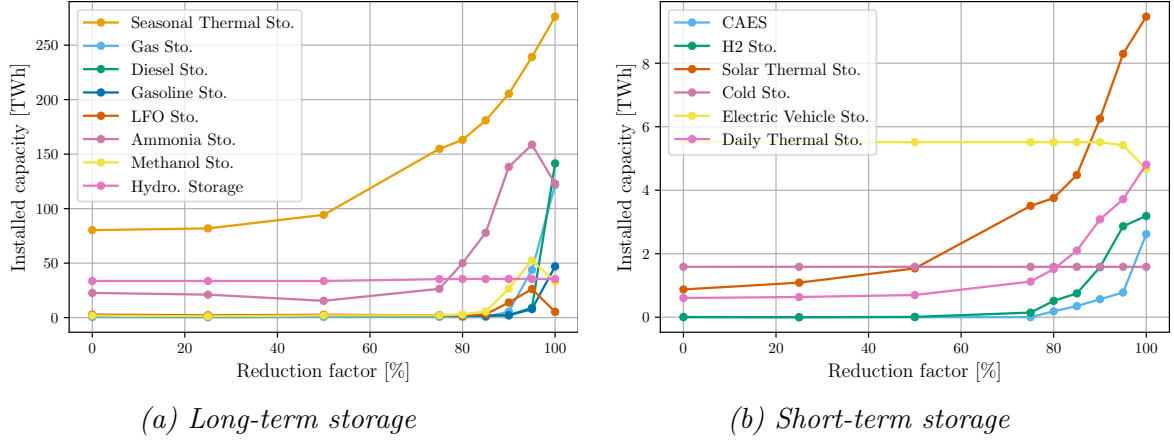 Installed capacity [TWh]
250
200
150
100
50
0
Seasonal Thermal Sto.
Gas Sto.
Diesel Sto.
Gasoline Sto.
LFO Sto.
Ammonia Sto.
Methanol Sto.
Hydro. Storage
0 20 40 60 80 100
Reduction factor [%]
(a) Long-term storage
Installed capacity [TWh]
8
6
4
2
0
CAES
H2 Sto.
Solar Thermal Sto.
Cold Sto.
Electric Vehicle Sto.
Daily Thermal Sto.
0 20 40 60 80 100
Reduction factor [%]
(b) Short-term storage